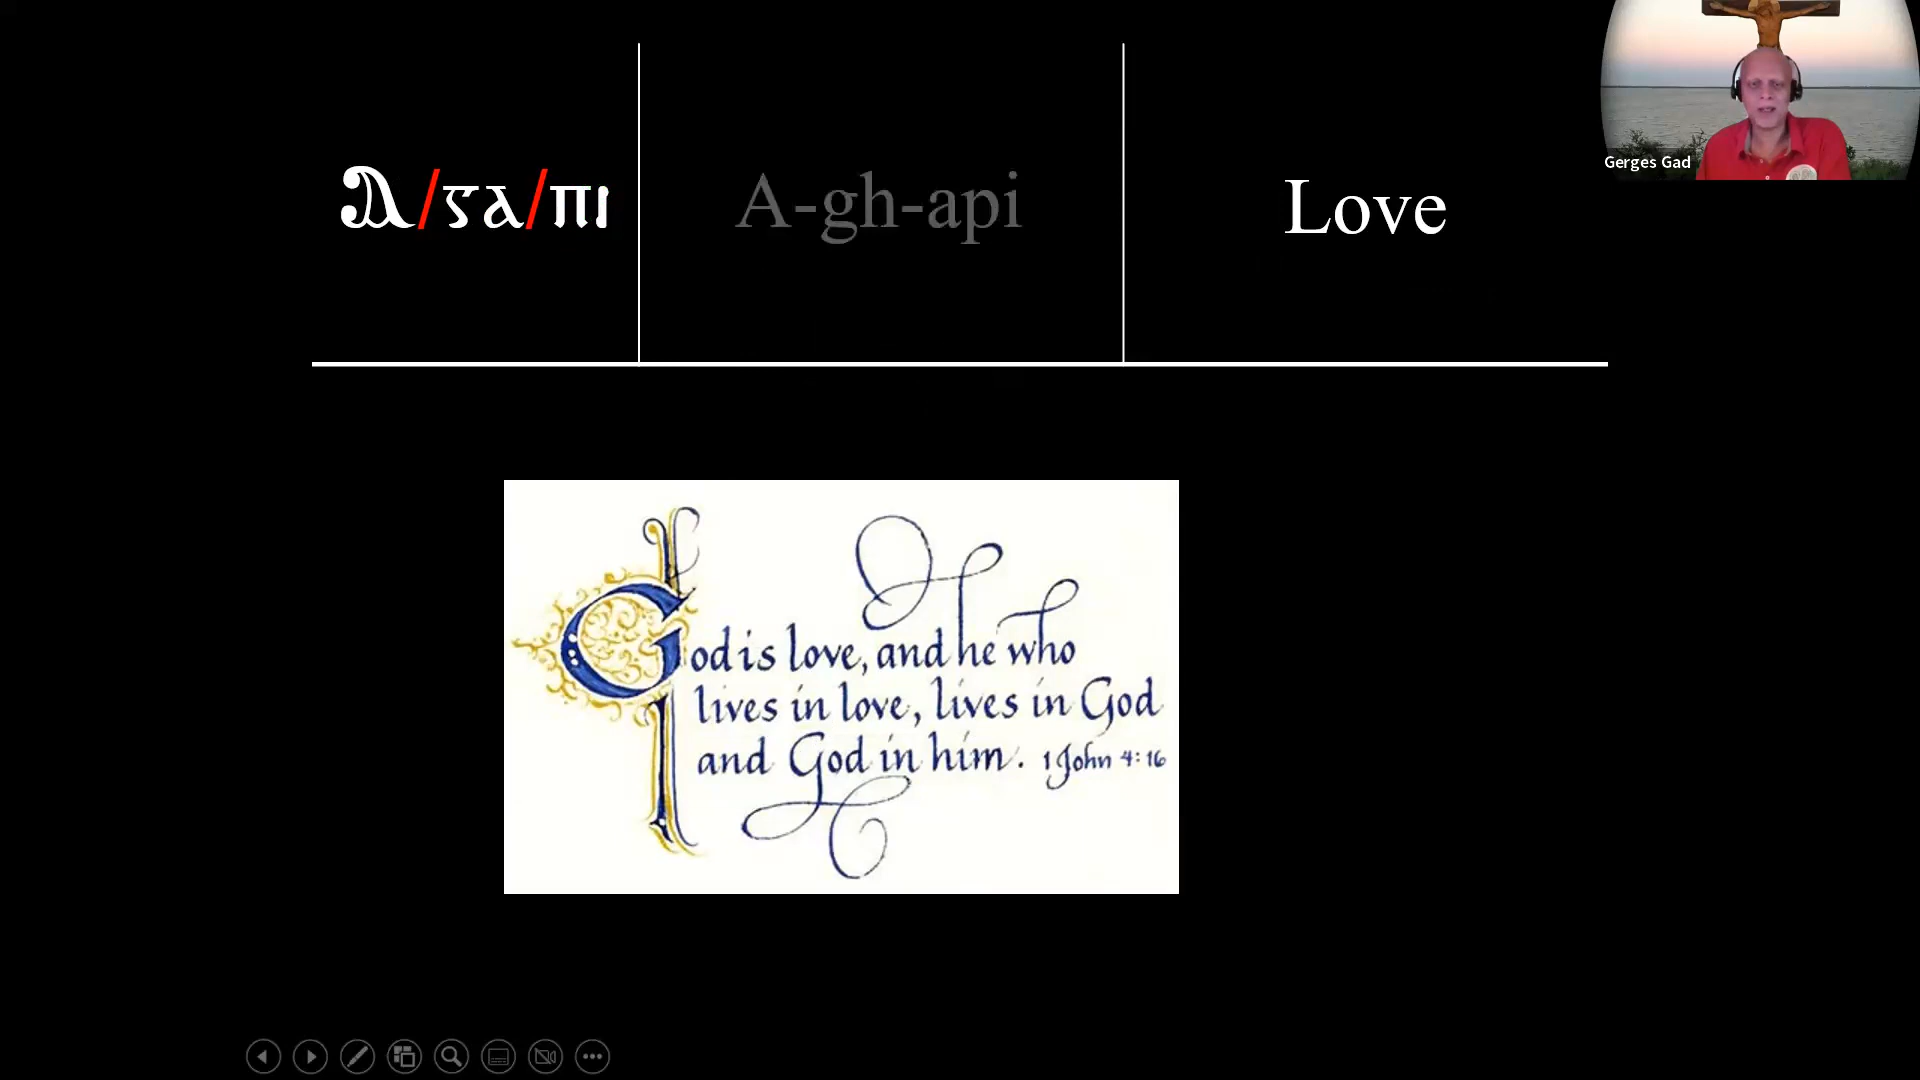 Ⲁ/ⲅⲁ/ⲡⲓ
A-gh-api
Love
Gerges Gad
God is love, and he who
lives in love, lives in God
and God in him. 1 John 4:16